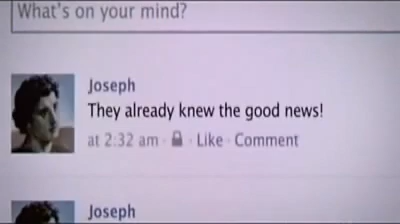 What's on your mind?
Joseph
They already knew the good news!
at 2:32 am · Like · Comment
Joseph